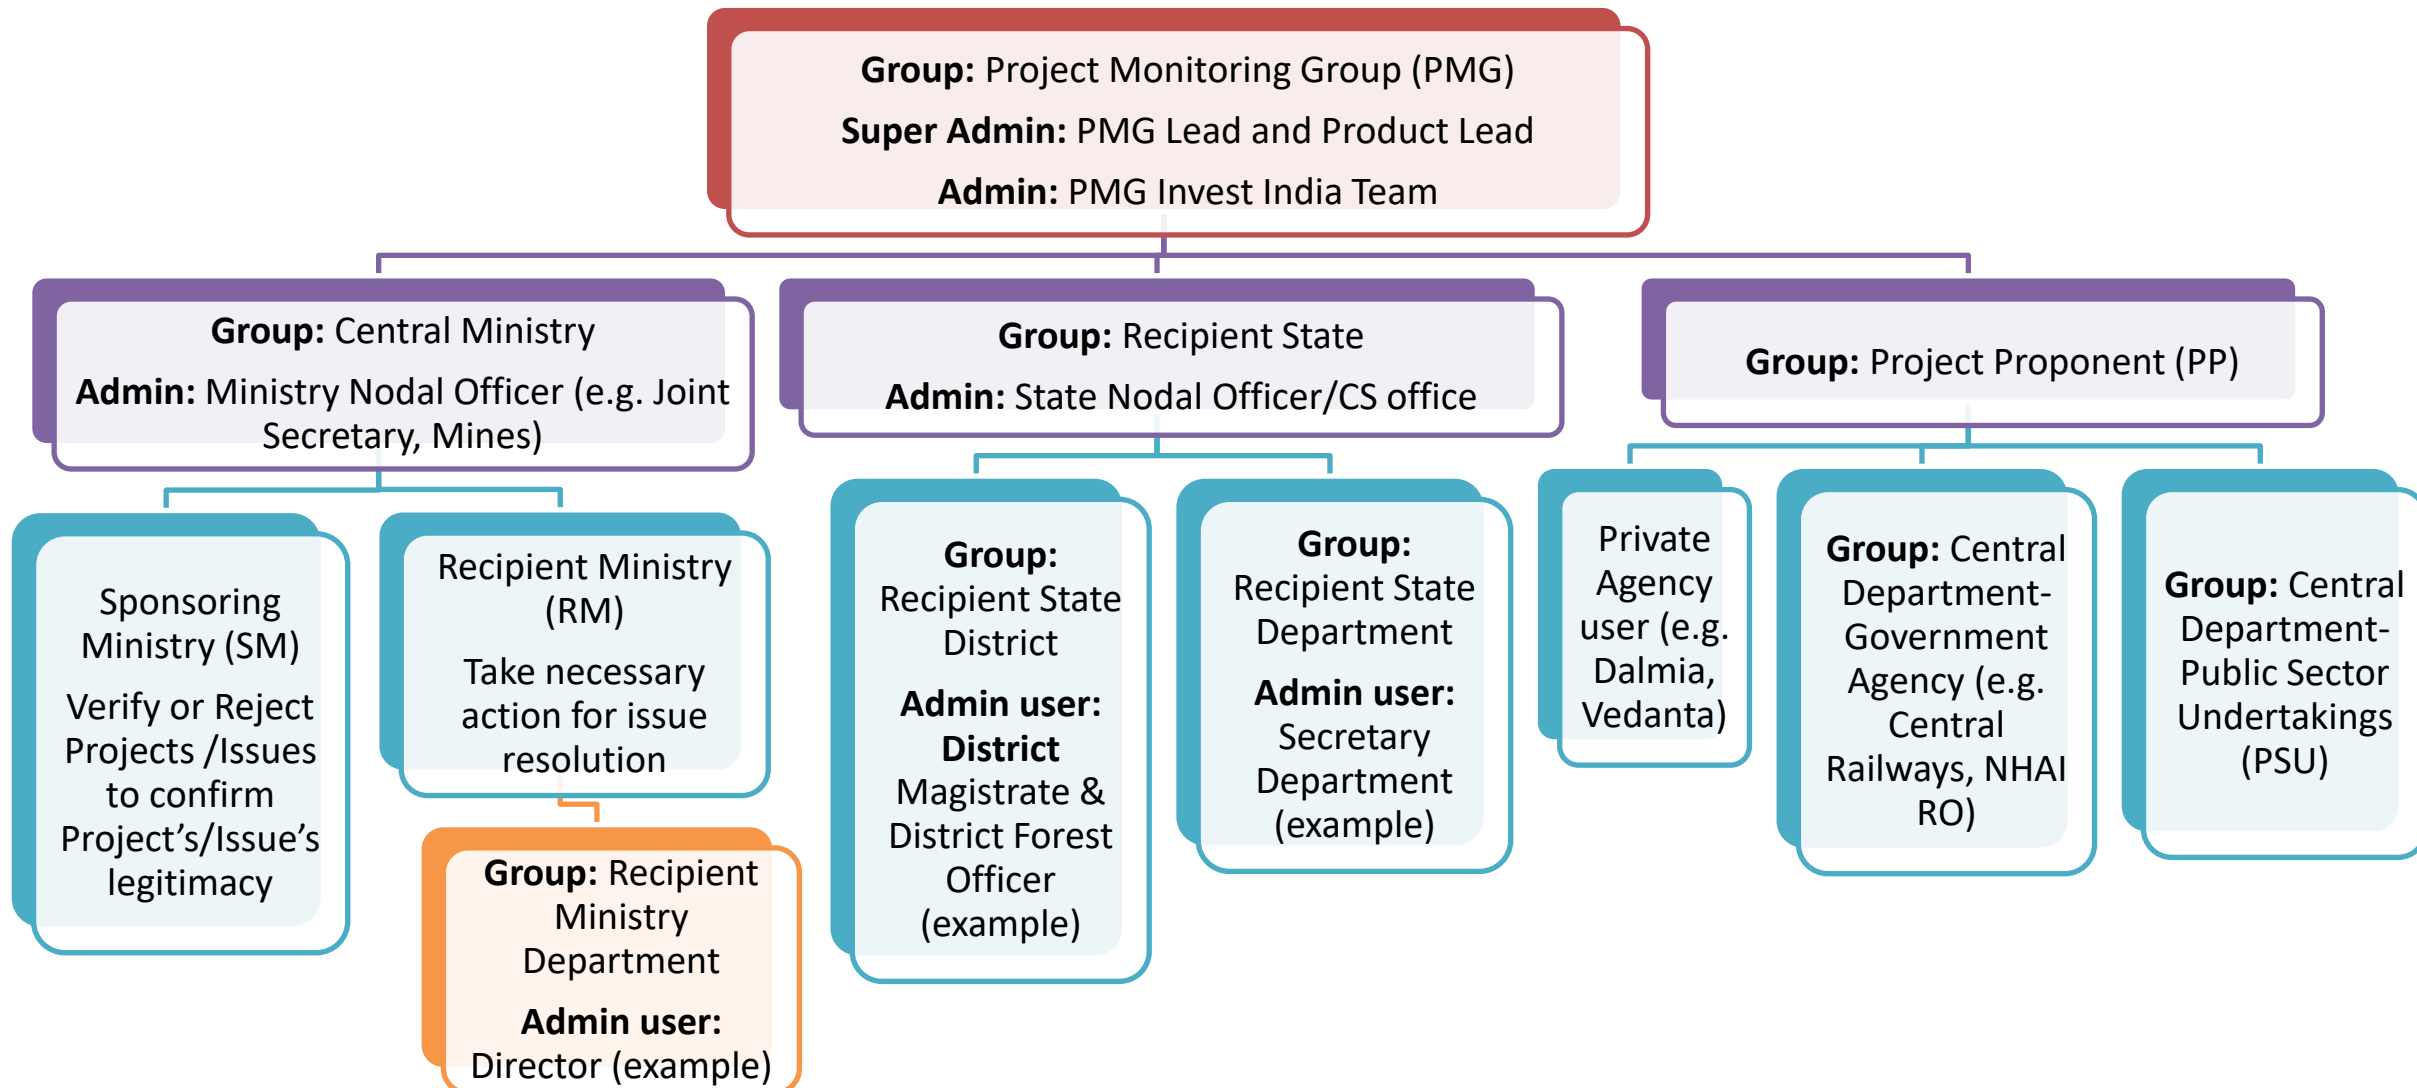 Group: Project Monitoring Group (PMG)
Super Admin: PMG Lead and Product Lead
Admin: PMG Invest India Team
Group: Central Ministry
Admin: Ministry Nodal Officer (e.g. Joint
Secretary, Mines)
Group: Recipient State
Admin: State Nodal Officer/CS office
Group: Project Proponent (PP)
Sponsoring
Ministry (SM)
Verify or Reject
Projects /Issues
to confirm
Project’s/Issue’s
legitimacy
Recipient Ministry
(RM)
Take necessary
action for issue
resolution
Group: Recipient
Ministry
Department
Admin user:
Director (example)
Group:
Recipient State
District
Admin user:
District
Magistrate &
District Forest
Officer
(example)
Group:
Recipient State
Department
Admin user:
Secretary
Department
(example)
Private
Agency
user (e.g.
Dalmia,
Vedanta)
Group: Central
Department-
Government
Agency (e.g.
Central
Railways, NHAI
RO)
Group: Central
Department-
Public Sector
Undertakings
(PSU)